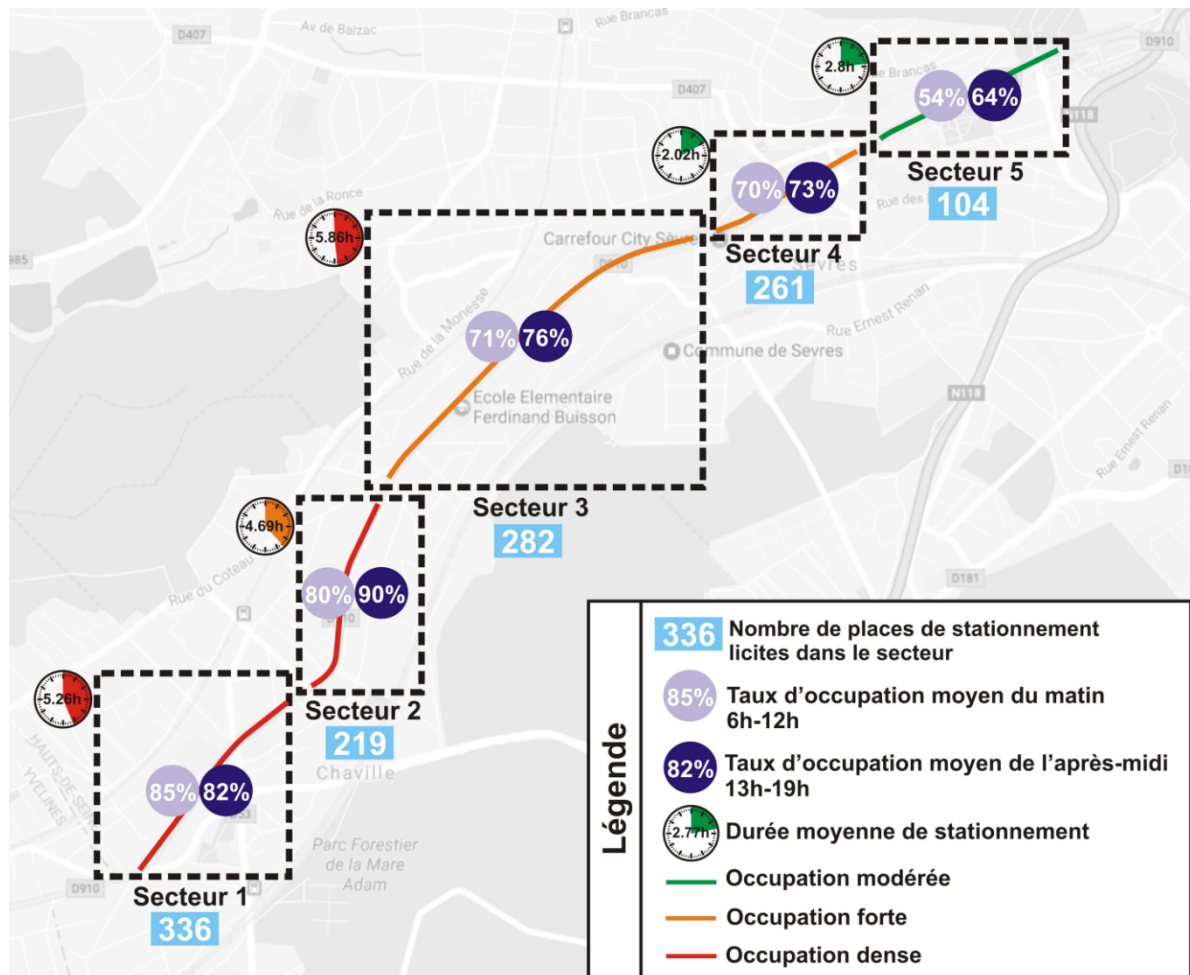 Rue Brancas
Av de Balzac
D407
D910
2.8h
Rue Brancas
54%
64%
D407
N118
2.02h
Secteur 5
104
70%
73%
Rue de la Ronce
Rue des
5.86h
Carrefour City Sèvres
Secteur 4
Sèvres
261
985
D910
Rue de la Monesse
Rue Ernest Renan
71%
76%
Commune de Sevres
Ecole Elementaire
Ferdinand Buisson
N118
Rue Ernest Renan
Secteur 3
282
4.69h
Rue du Coteau
80%
90%
D910
D181
5.26h
Secteur 2
219
Chaville
HAUTS-DE-SEINE
YVELINES
85%
82%
D53
Parc Forestier
de la Mare
Adam
D910
Secteur 1
336
Légende
336
Nombre de places de stationnement
licites dans le secteur
85%
Taux d'occupation moyen du matin
6h-12h
82%
Taux d'occupation moyen de l'après-midi
13h-19h
2.77h
Durée moyenne de stationnement
Occupation modérée
Occupation forte
Occupation dense